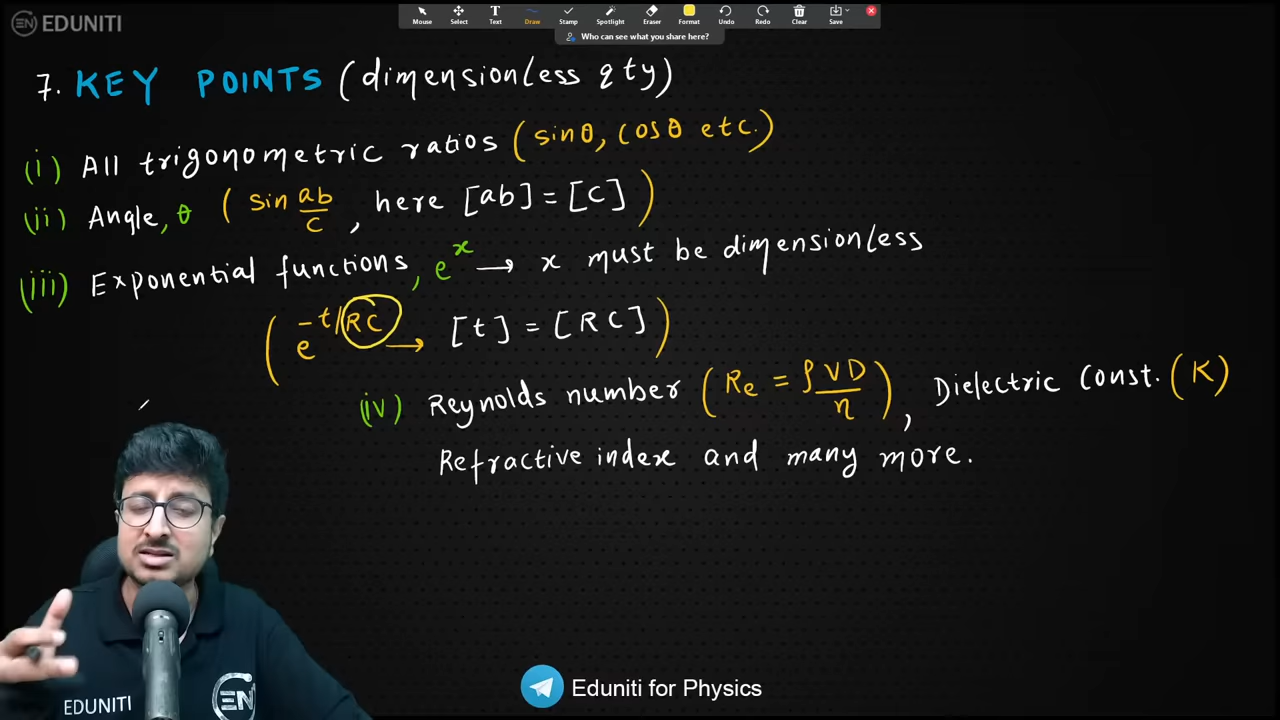 EN EDUNITI
Mouse Select Text Draw Stamp Spotlight Eraser Format Undo Redo Clear Save
Who can see what you share here?
7. KEY POINTS (dimensionless qty)
(i) All trigonometric ratios (sinθ, cosθ etc.)
(ii) Angle, θ ( sin ab/c , here [ab] = [c] )
(iii) Exponential functions, e^x → x must be dimensionless
( e^-t/RC → [t] = [RC] )
(iv) Reynolds number ( Re = ρVD/η ), Dielectric const. (K)
Refractive index and many more.
EDUNITI
EN
Eduniti for Physics